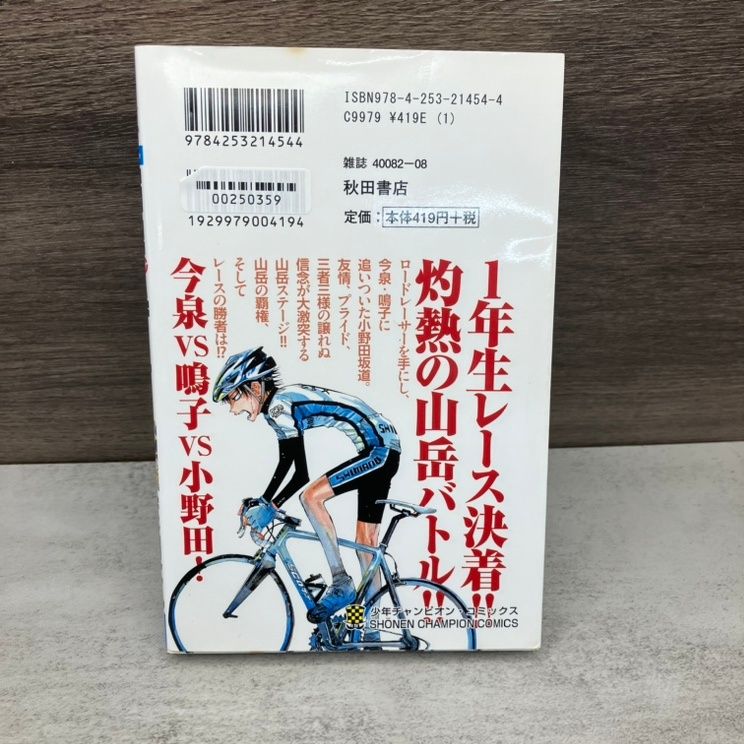 ISBN978-4-253-21454-4
C9979 ¥419E (1)
9784253214544
雑誌 40082-08
秋田書店
00250359
1929979004194
定価：本体419円＋税
1年生レース決着!!
灼熱の山岳バトル!!
ロードレーサーを手にし、
今泉・鳴子に
追いついた小野田坂道。
友情、プライド、
三者三様の譲れぬ
信念が大激突する
山岳ステージ!!
山岳の覇権、
そして
レースの勝者は!?
今泉VS鳴子VS小野田！
SHIMANO
少年チャンピオン・コミックス
SHŌNEN CHAMPION COMICS